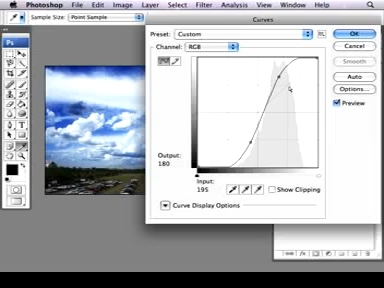 Photoshop File Edit Image Layer Select Filter Analysis View Window
Sample Size: Point Sample
Curves
Ps
Preset: Custom
OK
Channel: RGB
Cancel
Smooth
Auto
Options...
Preview
Output:
180
Input:
195
Show Clipping
Curve Display Options